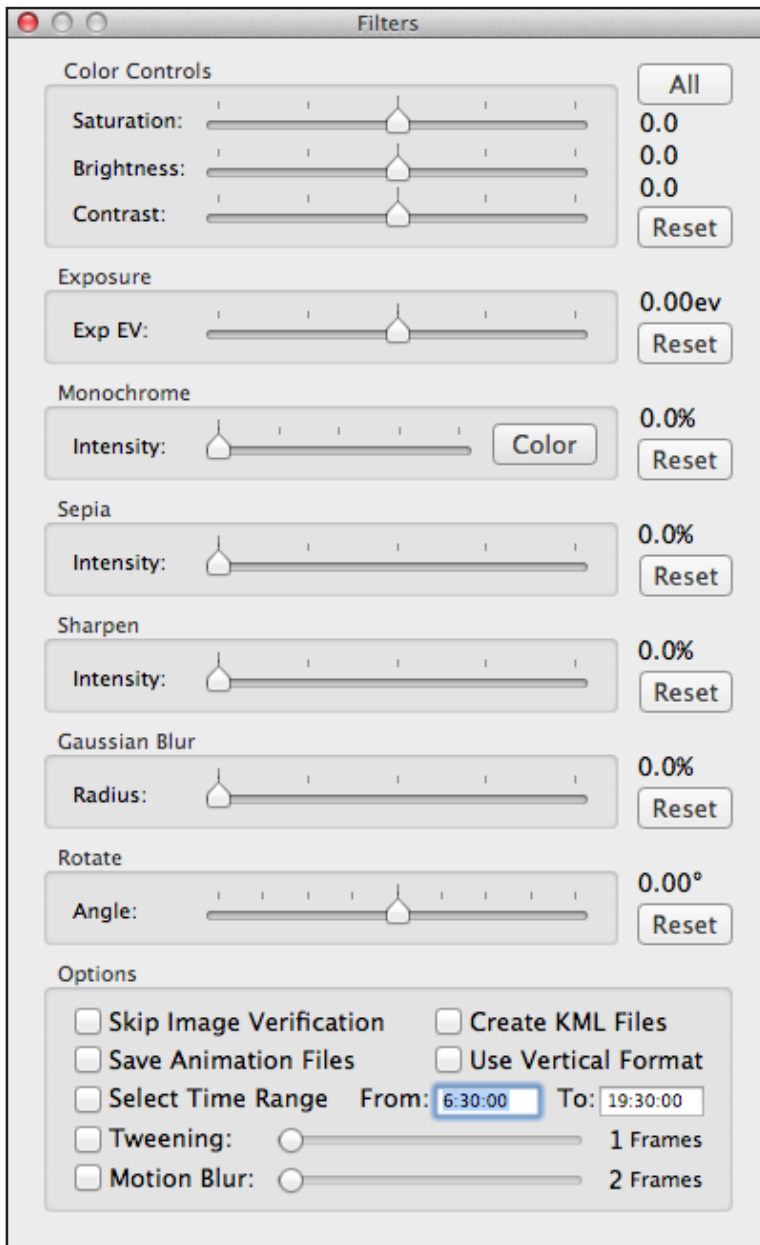 Filters
Color Controls
All
Saturation:
0.0
Brightness:
0.0
Contrast:
0.0
Reset
Exposure
0.00ev
Exp EV:
Reset
Monochrome
0.0%
Intensity:
Color
Reset
Sepia
0.0%
Intensity:
Reset
Sharpen
0.0%
Intensity:
Reset
Gaussian Blur
0.0%
Radius:
Reset
Rotate
0.00°
Angle:
Reset
Options
Skip Image Verification Create KML Files
Save Animation Files Use Vertical Format
Select Time Range From: 6:30:00 To: 19:30:00
Tweening: 1 Frames
Motion Blur: 2 Frames